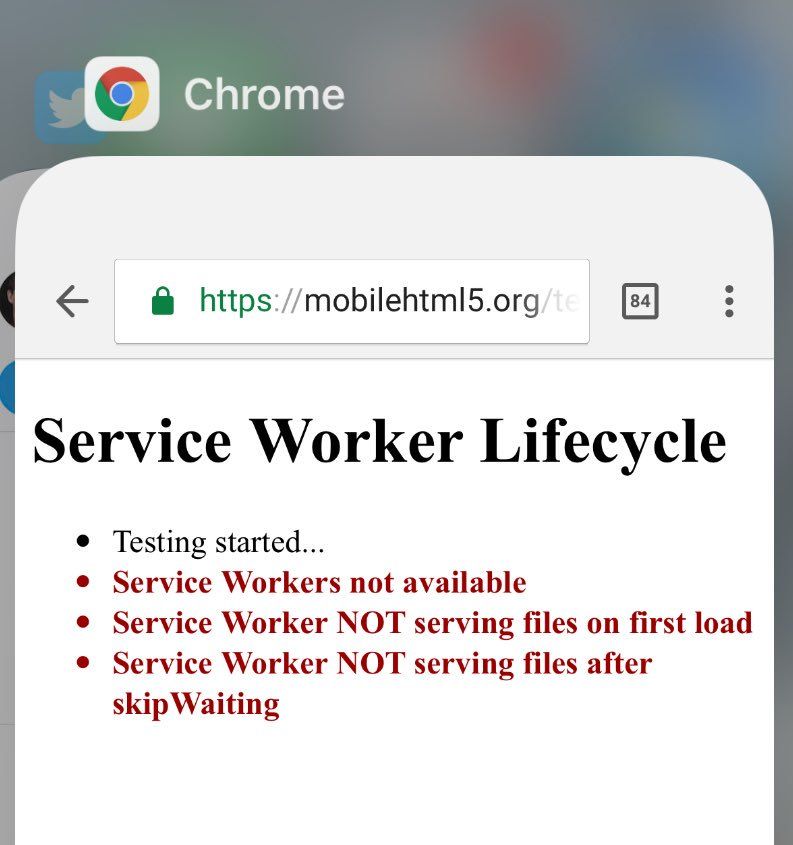 Chrome
https://mobilehtml5.org/te
84
Service Worker Lifecycle
Testing started...
Service Workers not available
Service Worker NOT serving files on first load
Service Worker NOT serving files after
skipWaiting